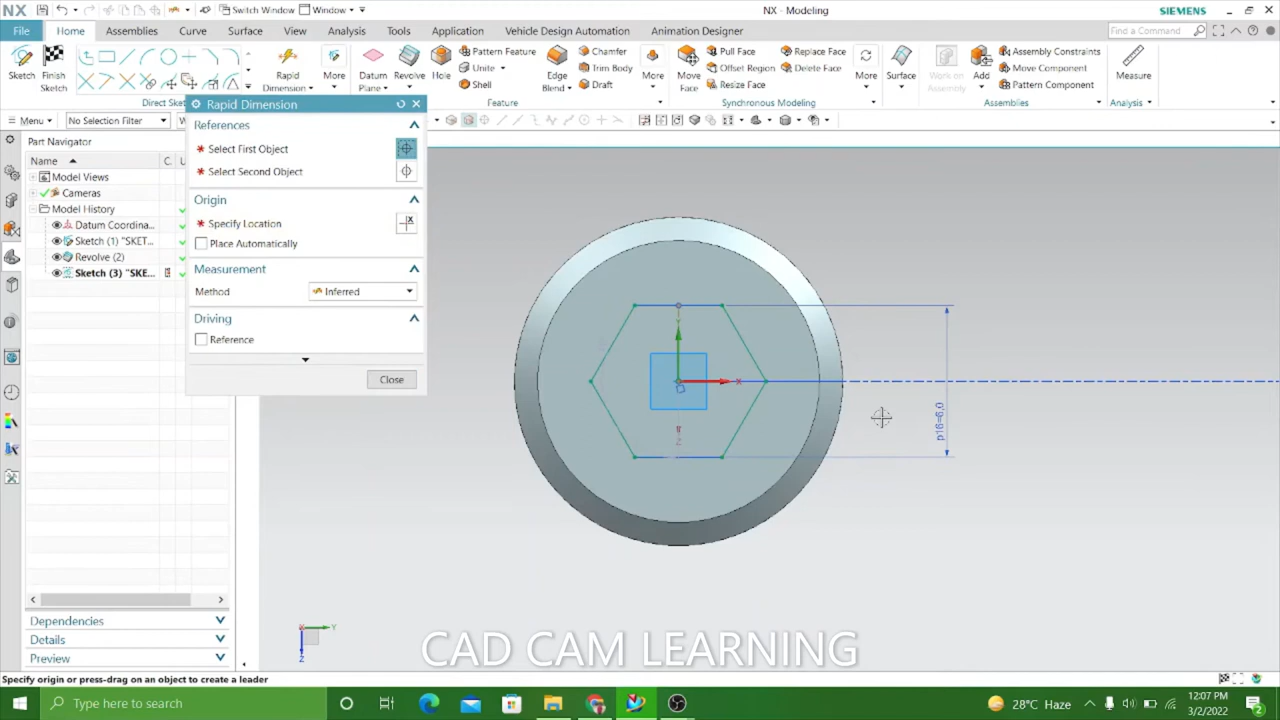 NX
Switch Window
Window
NX - Modeling
SIEMENS
File
Home
Assemblies
Curve
Surface
View
Analysis
Tools
Application
Vehicle Design Automation
Animation Designer
Find a Command
Sketch
Finish Sketch
Rapid Dimension
More
Datum Plane
Revolve
Hole
Pattern Feature
Unite
Shell
Edge Blend
Chamfer
Trim Body
Draft
More
Move Face
Pull Face
Offset Region
Resize Face
Replace Face
Delete Face
More
Surface
Work on Assembly
Add
Assembly Constraints
Move Component
Pattern Component
Measure
Direct Sk
Feature
Synchronous Modeling
Assemblies
Analysis
Menu
No Selection Filter
W
Rapid Dimension
References
* Select First Object
* Select Second Object
Origin
* Specify Location
Place Automatically
Measurement
Method
Inferred
Driving
Reference
Close
Part Navigator
Name
C.
U
Model Views
Cameras
Model History
Datum Coordina...
Sketch (1) "SKET...
Revolve (2)
Sketch (3) "SKE...
Dependencies
Details
Preview
Y
X
Z
p16=6,0
X
Y
Z
CAD CAM LEARNING
Specify origin or press-drag on an object to create a leader
Type here to search
28°C Haze
12:07 PM
3/2/2022
2